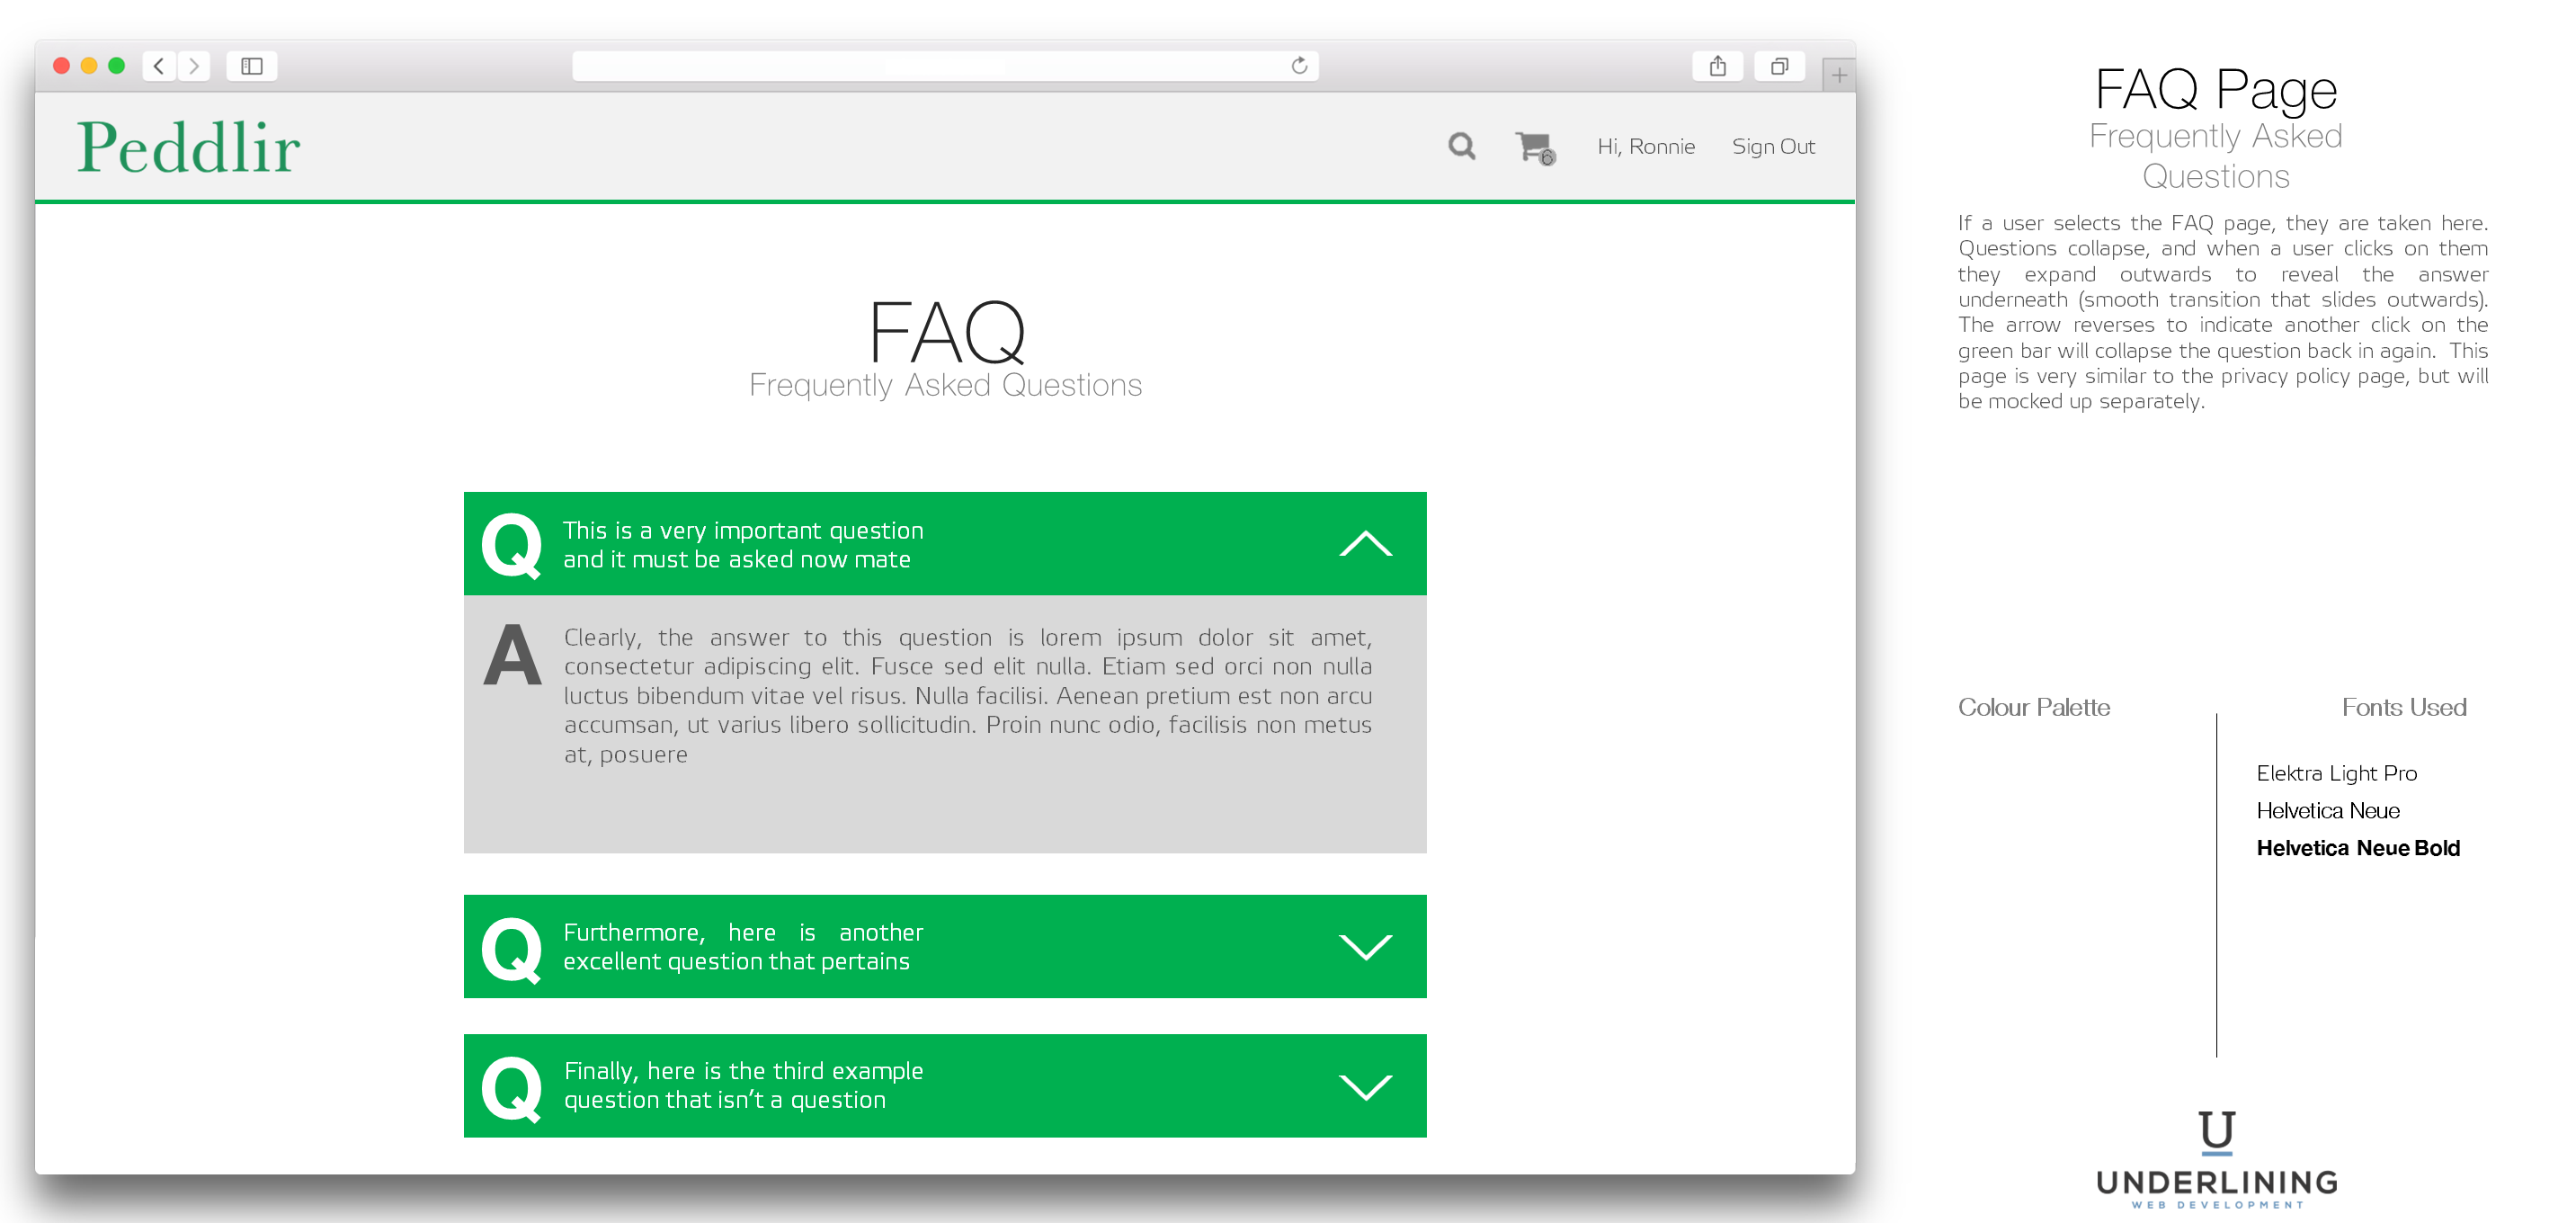 Peddlir
6
Hi, Ronnie
Sign Out
FAQ
Frequently Asked Questions
Q
This is a very important question
and it must be asked now mate
A
Clearly, the answer to this question is lorem ipsum dolor sit amet,
consectetur adipiscing elit. Fusce sed elit nulla. Etiam sed orci non nulla
luctus bibendum vitae vel risus. Nulla facilisi. Aenean pretium est non arcu
accumsan, ut varius libero sollicitudin. Proin nunc odio, facilisis non metus
at, posuere
Q
Furthermore, here is another
excellent question that pertains
Q
Finally, here is the third example
question that isn’t a question
FAQ Page
Frequently Asked
Questions
If a user selects the FAQ page, they are taken here.
Questions collapse, and when a user clicks on them
they expand outwards to reveal the answer
underneath (smooth transition that slides outwards).
The arrow reverses to indicate another click on the
green bar will collapse the question back in again. This
page is very similar to the privacy policy page, but will
be mocked up separately.
Colour Palette
Fonts Used
Elektra Light Pro
Helvetica Neue
Helvetica Neue Bold
U
UNDERLINING
WEB DEVELOPMENT